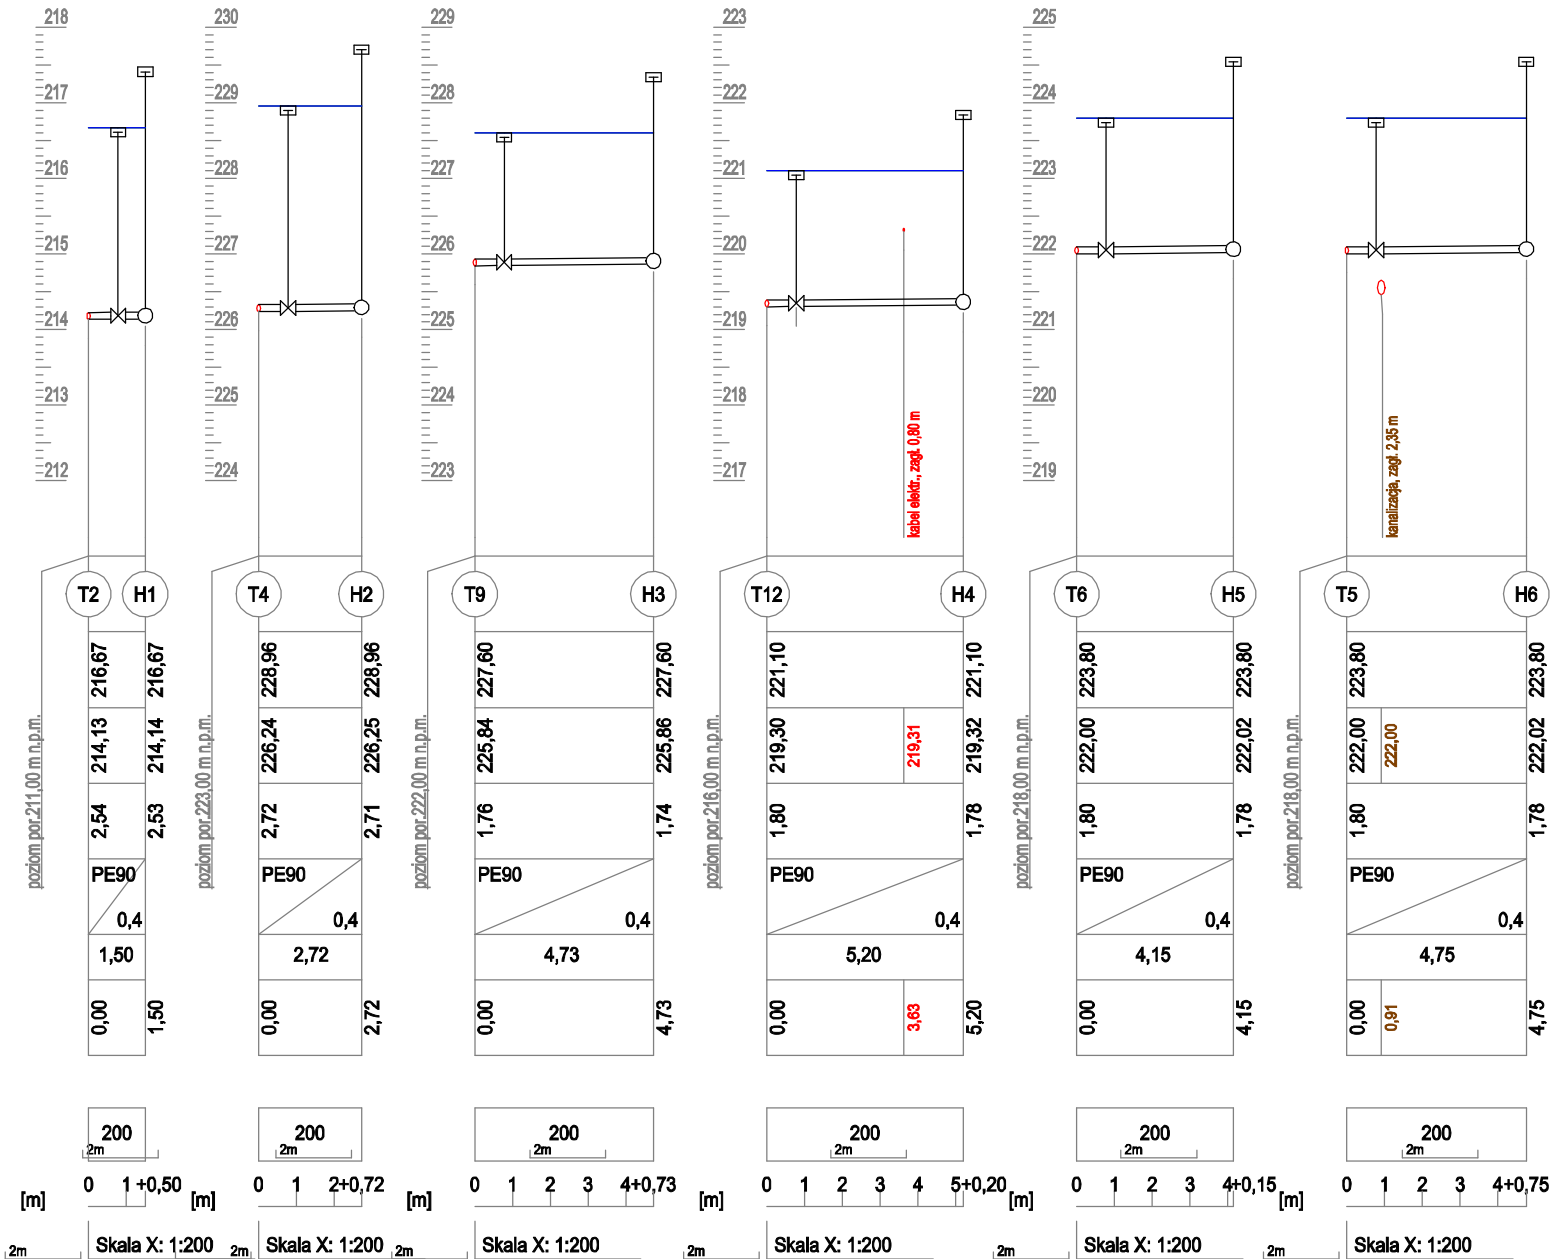 218
217
216
215
214
213
212
230
229
228
227
226
225
224
229
228
227
226
225
224
223
223
222
221
220
219
218
217
225
224
223
222
221
220
219
kabel elektr., zagł. 0,80 m
kanalizacja, zagł. 2,35 m
T2 H1 T4 H2 T9 H3 T12 H4 T6 H5 T5 H6
poziom por.211,00 m n.p.m.
216,67 216,67
214,13 214,14
2,54 2,53
PE90
0,4
1,50
0,00 1,50
poziom por.223,00 m n.p.m.
228,96 228,96
226,24 226,25
2,72 2,71
PE90
0,4
2,72
0,00 2,72
poziom por.222,00 m n.p.m.
227,60 227,60
225,84 225,86
1,76 1,74
PE90
0,4
4,73
0,00 4,73
poziom por.216,00 m n.p.m.
221,10 221,10
219,30 219,31 219,32
1,80 1,78
PE90
0,4
5,20
0,00 3,63 5,20
poziom por.218,00 m n.p.m.
223,80 223,80
222,00 222,02
1,80 1,78
PE90
0,4
4,15
0,00 4,15
poziom por.218,00 m n.p.m.
223,80 223,80
222,00 222,00 222,02
1,80 1,78
PE90
0,4
4,75
0,00 0,91 4,75
200 200 200 200 200 200
2m 2m 2m 2m 2m 2m
[m] 0 1 +0,50
[m] 0 1 2+0,72
[m] 0 1 2 3 4+0,73
[m] 0 1 2 3 4 5+0,20
0 1 2 3 4+0,15
[m] 0 1 2 3 4+0,75
2m Skala X: 1:200
2m Skala X: 1:200
2m Skala X: 1:200
2m Skala X: 1:200
2m Skala X: 1:200
2m Skala X: 1:200